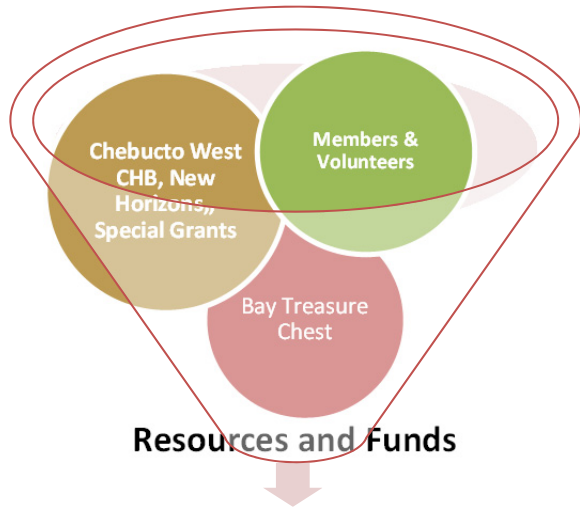 Chebucto West
CHB, New
Horizons,,
Special Grants
Members &
Volunteers
Bay Treasure
Chest
Resources and Funds